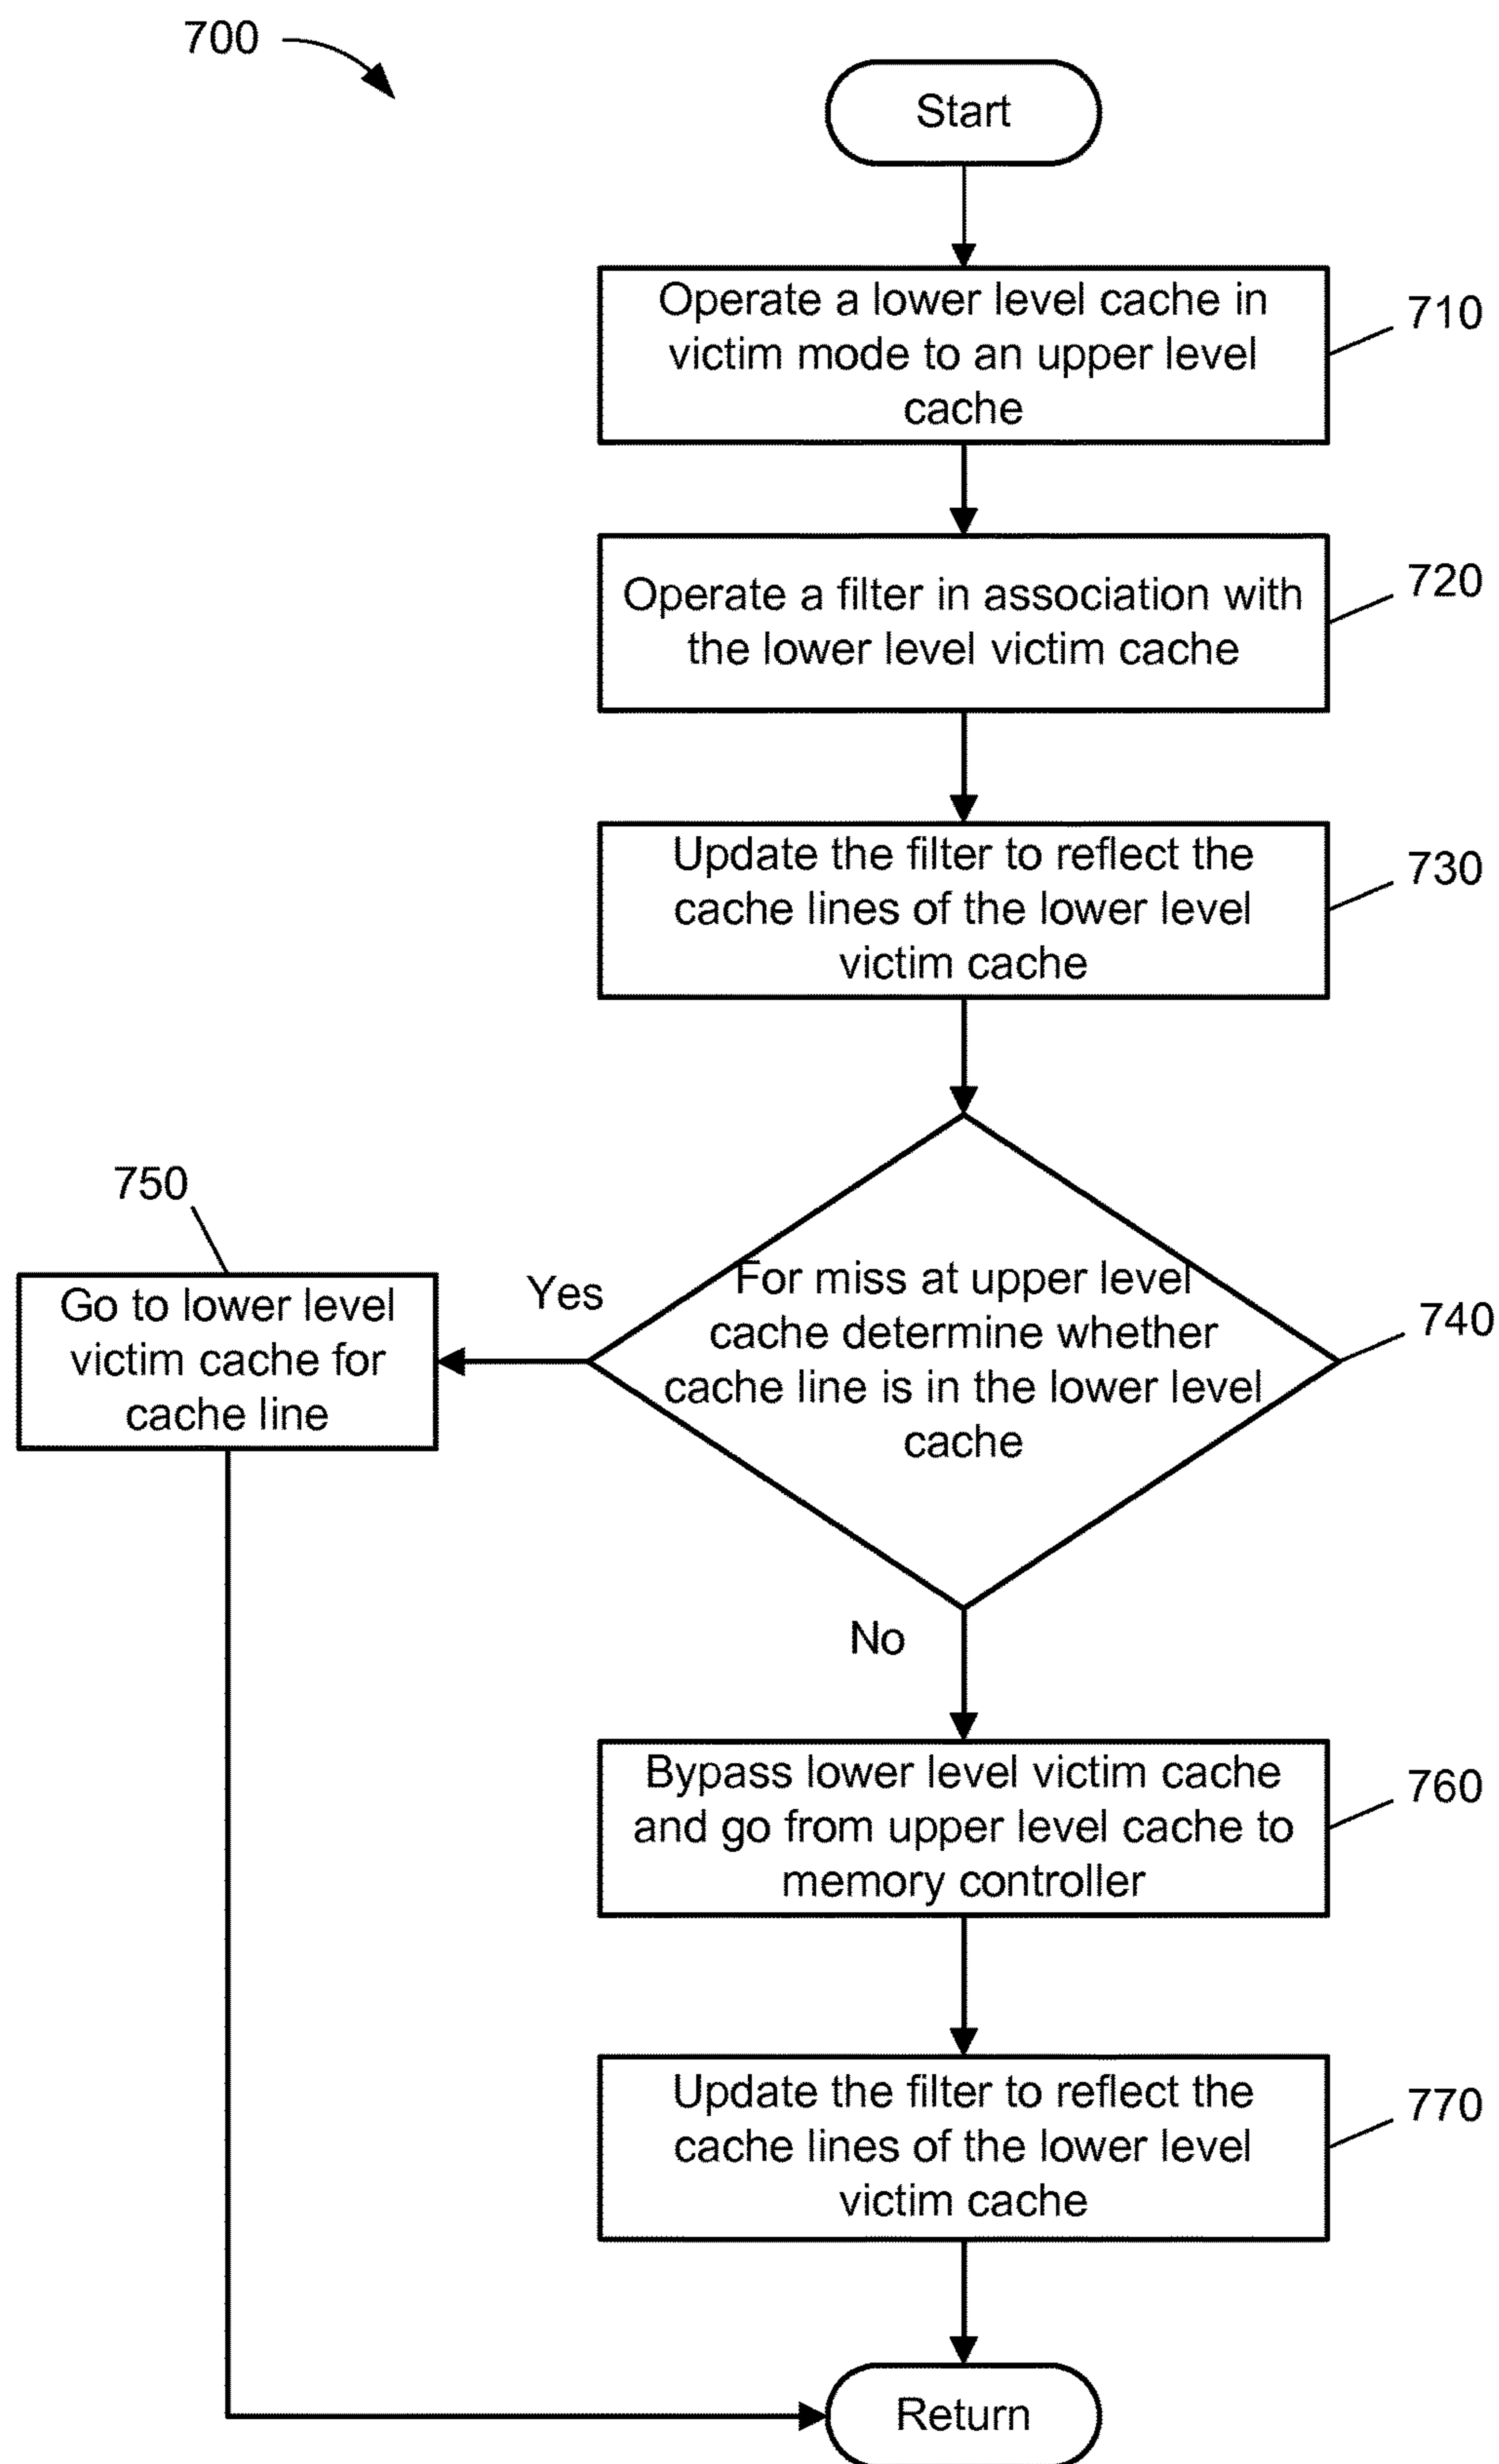 700
Start
Operate a lower level cache in
victim mode to an upper level
cache
710
Operate a filter in association with
the lower level victim cache
720
Update the filter to reflect the
cache lines of the lower level
victim cache
730
For miss at upper level
cache determine whether
cache line is in the lower level
cache
740
Yes
750
Go to lower level
victim cache for
cache line
No
Bypass lower level victim cache
and go from upper level cache to
memory controller
760
Update the filter to reflect the
cache lines of the lower level
victim cache
770
Return